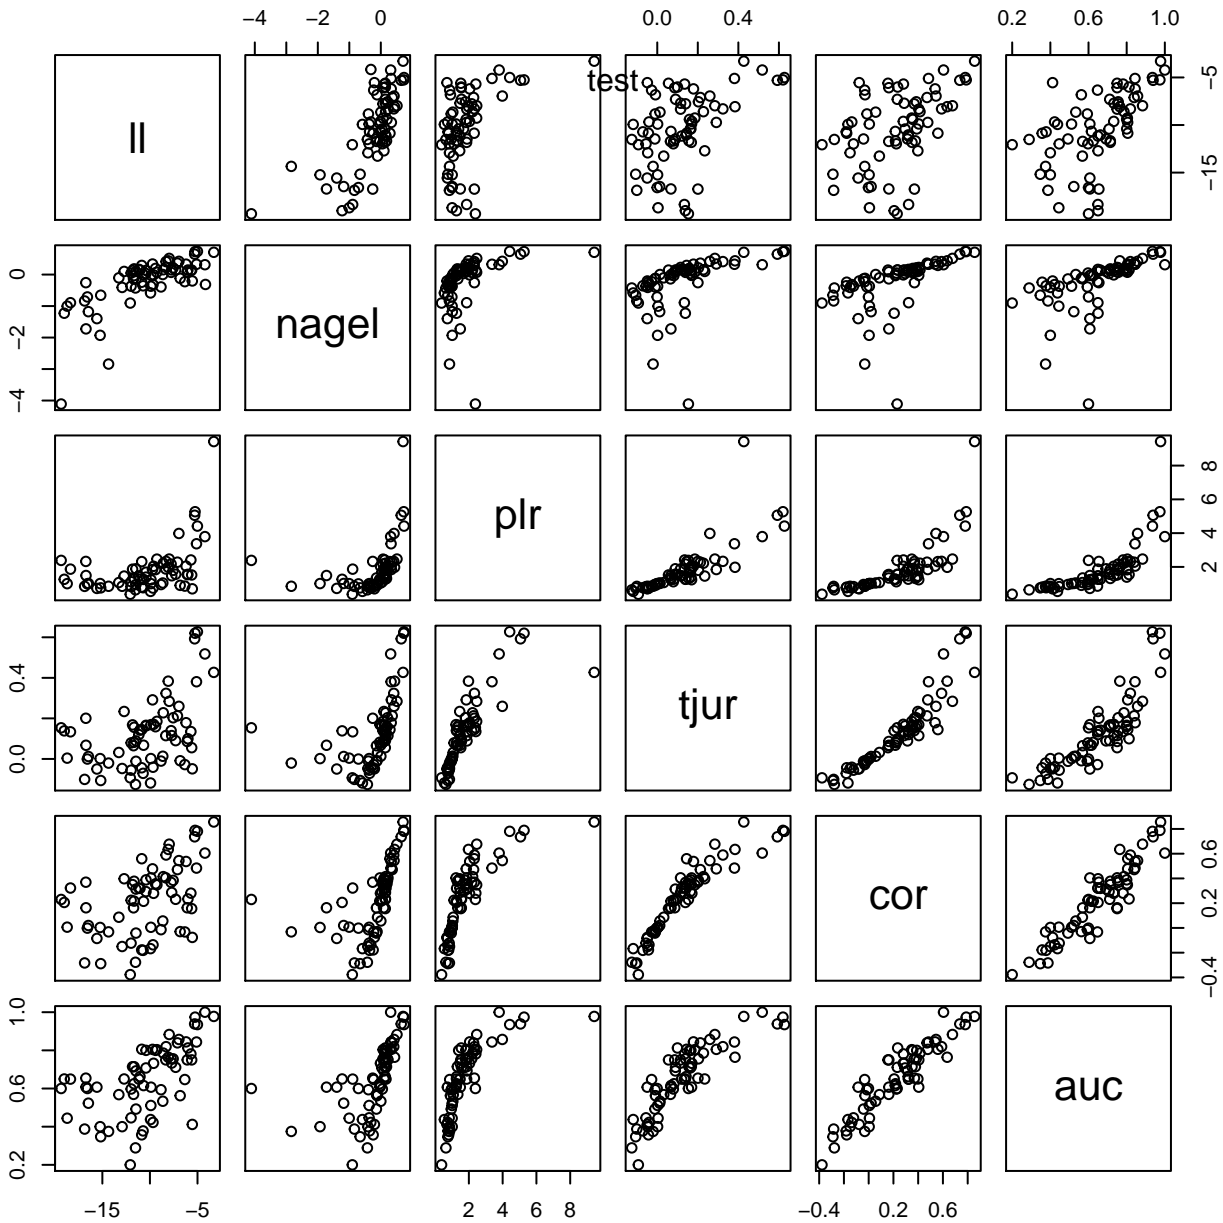 −4 −2 0 0.0 0.4 0.2 0.6 1.0
ll test −5 −15
0 −2 −4 nagel
plr 8 6 4 2
0.4 0.0 tjur
cor 0.6 0.2 −0.4
1.0 0.6 0.2 auc
−15 −5 2 4 6 8 −0.4 0.2 0.6